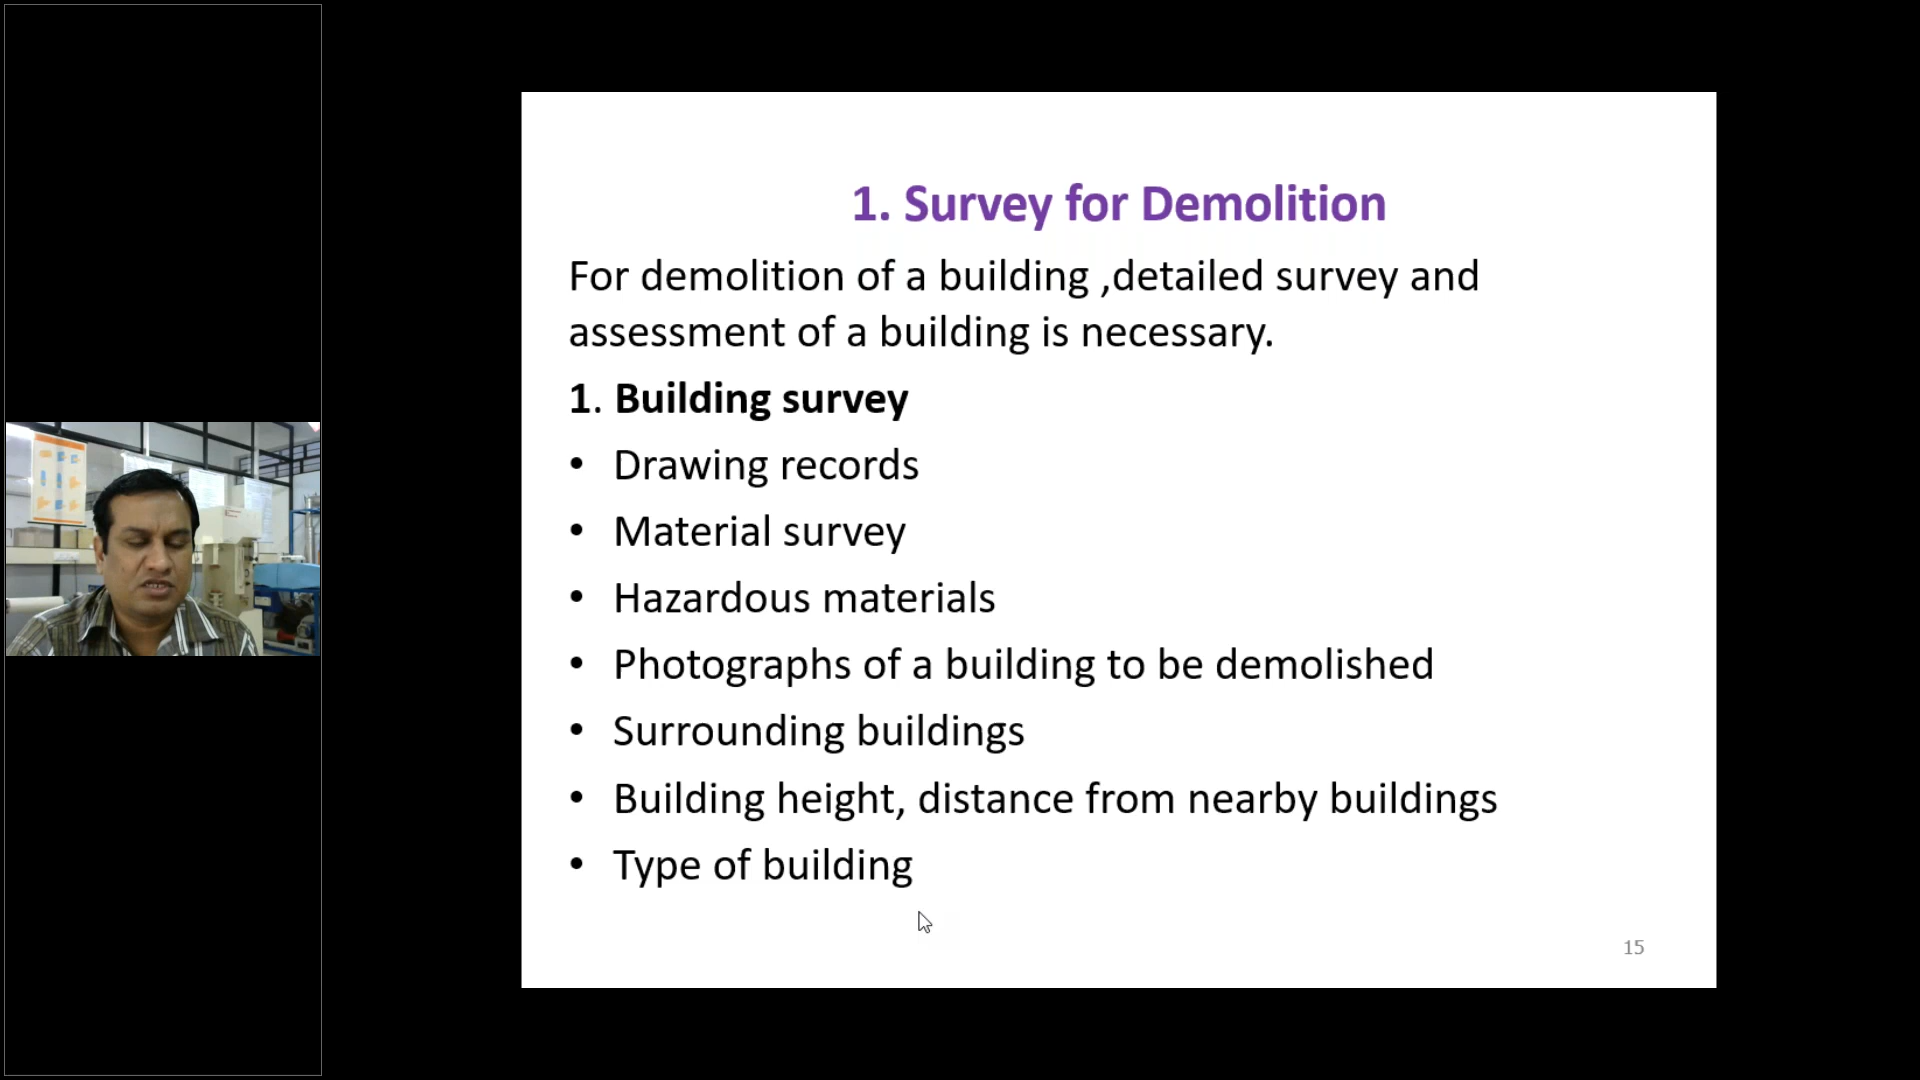 1. Survey for Demolition
For demolition of a building ,detailed survey and
assessment of a building is necessary.
1. Building survey
• Drawing records
• Material survey
• Hazardous materials
• Photographs of a building to be demolished
• Surrounding buildings
• Building height, distance from nearby buildings
• Type of building
15